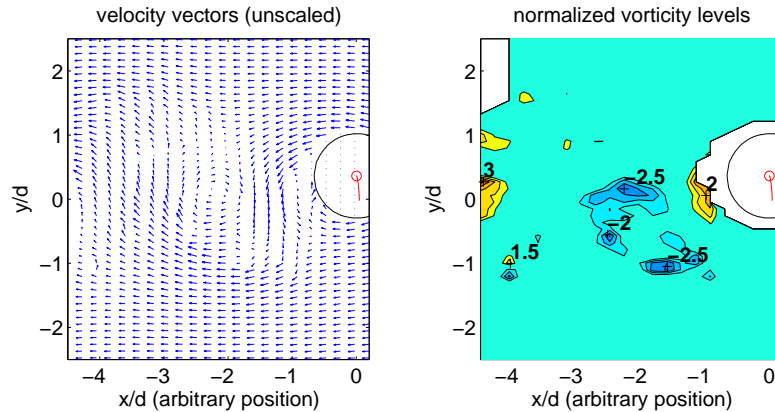 velocity vectors (unscaled)
2
1
0
−1
−2
y/d
−4 −3 −2 −1 0
x/d (arbitrary position)
normalized vorticity levels
2
1
0
−1
−2
y/d
−4 −3 −2 −1 0
x/d (arbitrary position)
3
−2.5
2
−2
−2.5
1.5